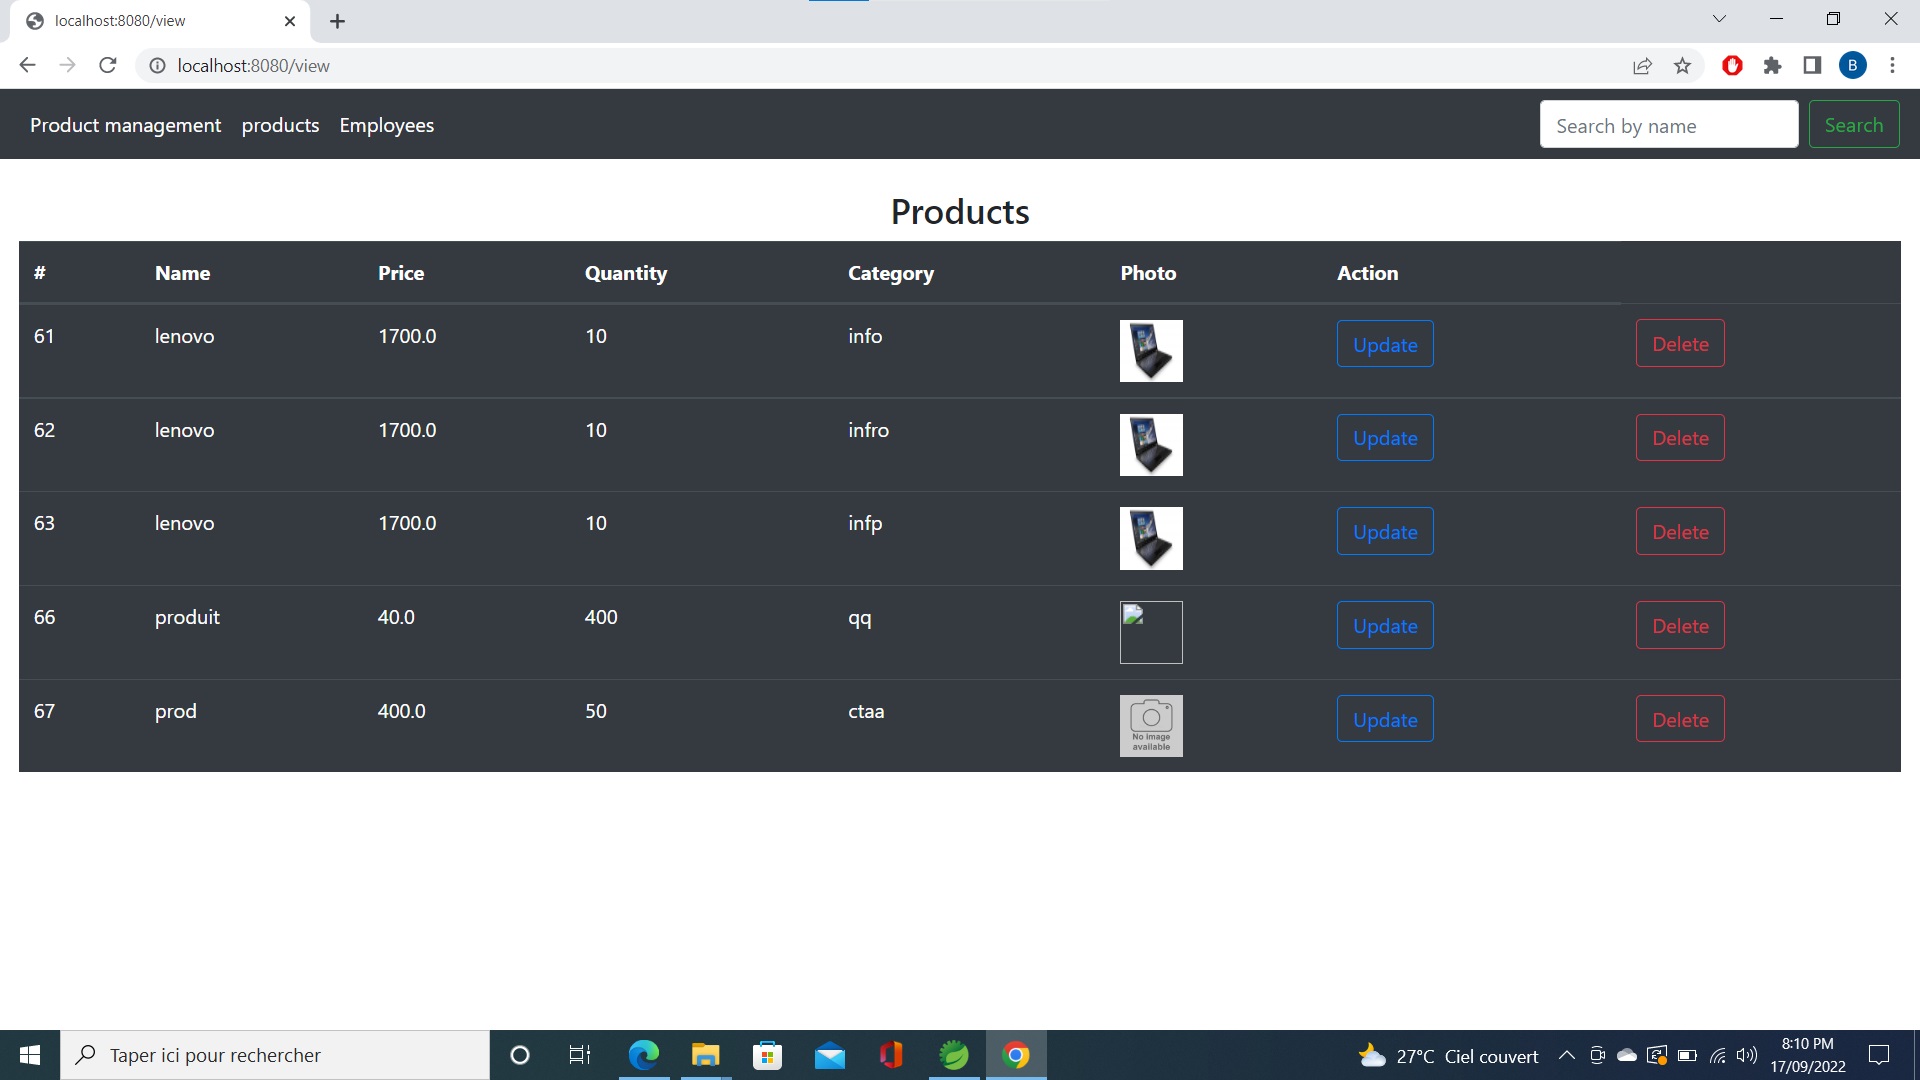 localhost:8080/view
localhost:8080/view
B
Product management products Employees
Search by name Search
Products
# Name Price Quantity Category Photo Action
61 lenovo 1700.0 10 info Update Delete
62 lenovo 1700.0 10 infro Update Delete
63 lenovo 1700.0 10 infp Update Delete
66 produit 40.0 400 qq Update Delete
67 prod 400.0 50 ctaa No image available Update Delete
Taper ici pour rechercher
27°C Ciel couvert
8:10 PM
17/09/2022